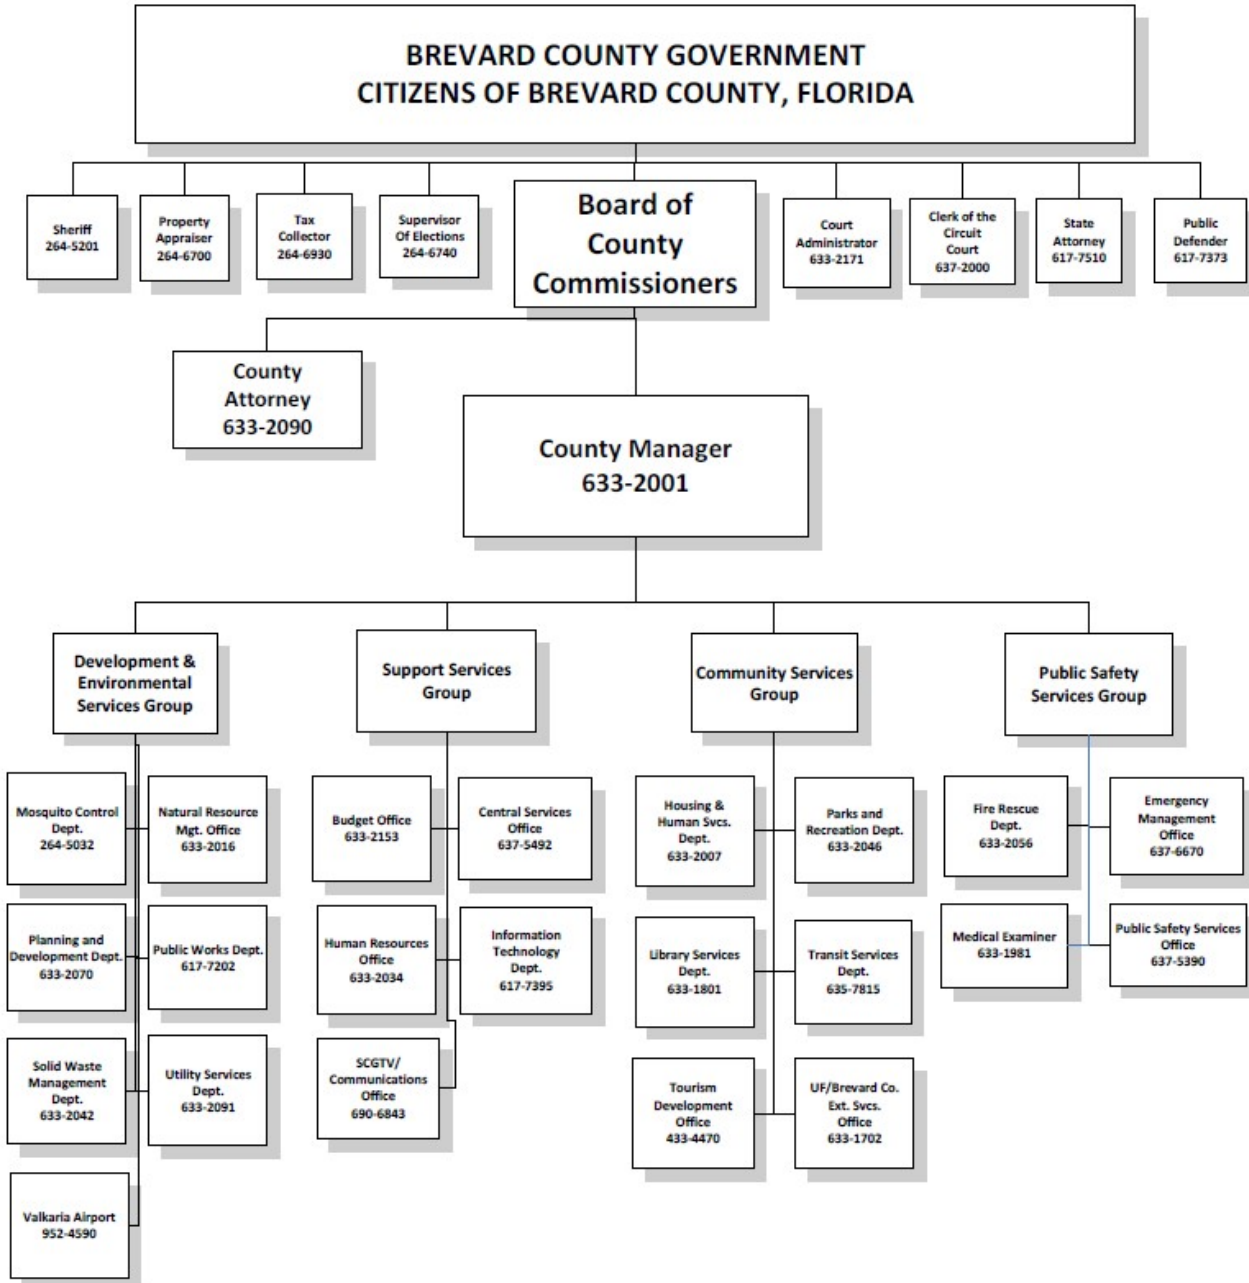 BREVARD COUNTY GOVERNMENT
CITIZENS OF BREVARD COUNTY, FLORIDA
Sheriff
264-5201
Property
Appraiser
264-6700
Tax
Collector
264-6930
Supervisor
Of Elections
264-6740
Board of
County
Commissioners
Court
Administrator
633-2171
Clerk of the
Circuit
Court
637-2000
State
Attorney
617-7510
Public
Defender
617-7373
County
Attorney
633-2090
County Manager
633-2001
Development &
Environmental
Services Group
Support Services
Group
Community Services
Group
Public Safety
Services Group
Mosquito Control
Dept.
264-5032
Natural Resource
Mgt. Office
633-2016
Budget Office
633-2153
Central Services
Office
637-5492
Housing &
Human Svcs.
Dept.
633-2007
Parks and
Recreation Dept.
633-2046
Fire Rescue
Dept.
633-2056
Emergency
Management
Office
637-6670
Planning and
Development Dept.
633-2070
Public Works Dept.
617-7202
Human Resources
Office
633-2034
Information
Technology
Dept.
617-7395
Library Services
Dept.
633-1801
Transit Services
Dept.
635-7815
Medical Examiner
633-1981
Public Safety Services
Office
637-5390
Solid Waste
Management
Dept.
633-2042
Utility Services
Dept.
633-2091
SCGTV/
Communications
Office
690-6843
Tourism
Development
Office
433-4470
UF/Brevard Co.
Ext. Svcs.
Office
633-1702
Valkaria Airport
952-4590